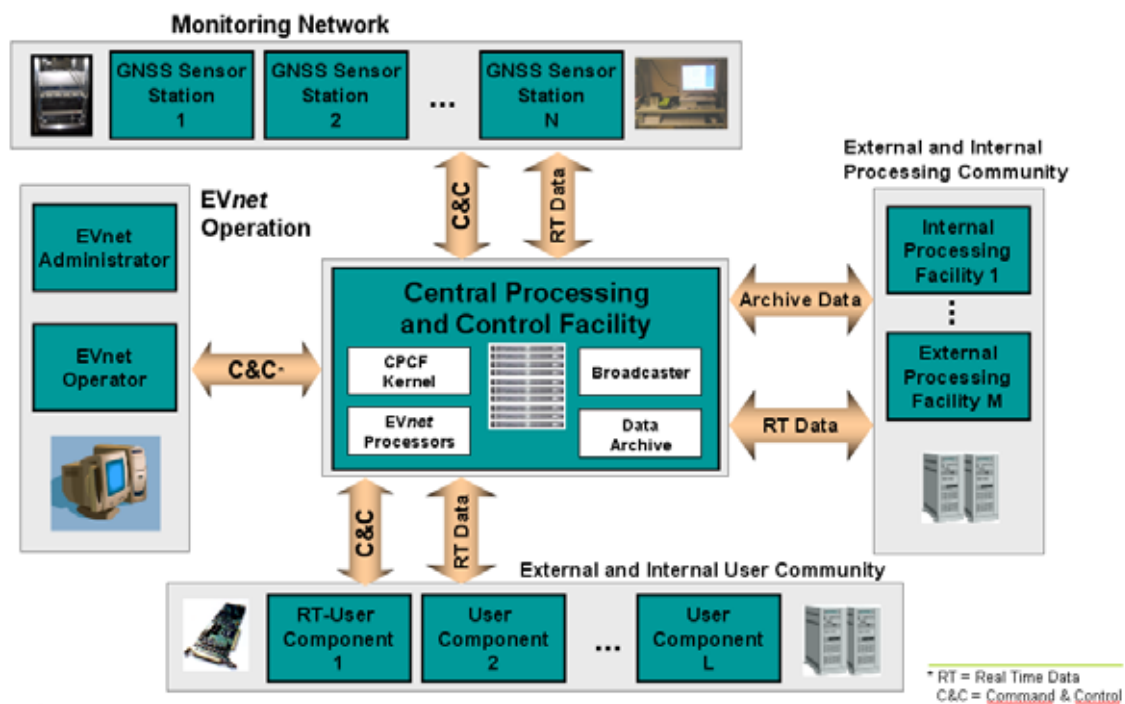 Monitoring Network
GNSS Sensor
Station
1
GNSS Sensor
Station
2
...
GNSS Sensor
Station
N
C&C
RT Data
External and Internal
Processing Community
EVnet
Operation
EVnet
Administrator
EVnet
Operator
C&C*
Central Processing
and Control Facility
CPCF
Kernel
Broadcaster
EVnet
Processors
Data
Archive
Archive Data
RT Data
Internal
Processing
Facility 1
⋮
External
Processing
Facility M
C&C
RT Data
External and Internal User Community
RT-User
Component
1
User
Component
2
...
User
Component
L
* RT = Real Time Data
C&C = Command & Control